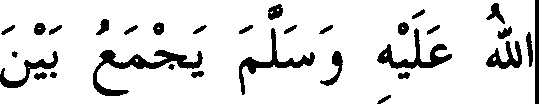 اللهُ عَلَيْهِ وَسَلَّمَ يَجْمَعُ بَيْنَ